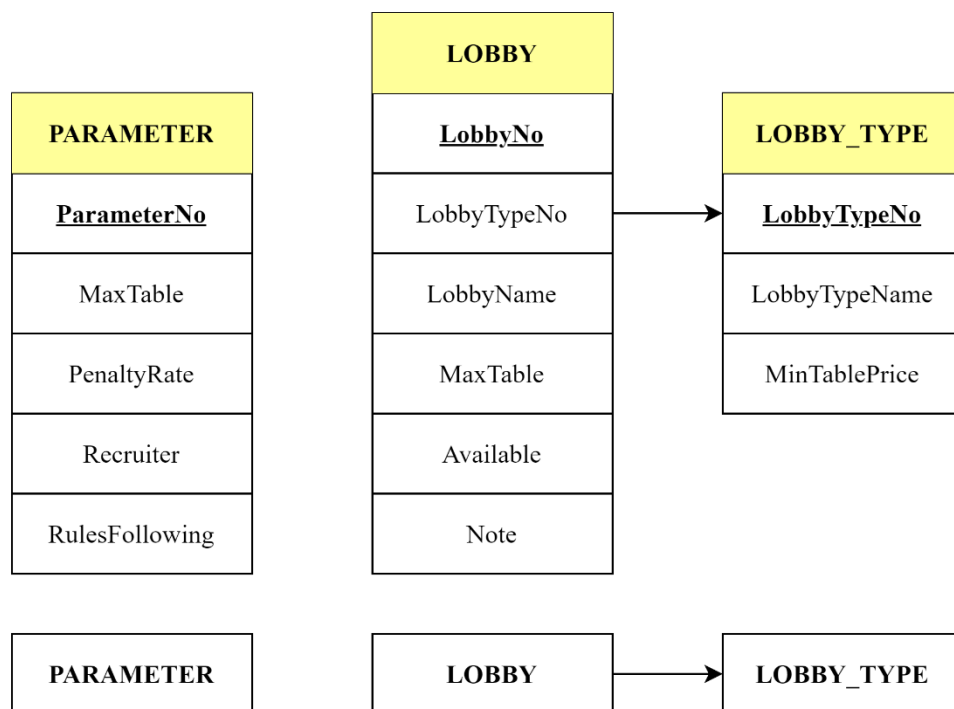 PARAMETER
ParameterNo
MaxTable
PenaltyRate
Recruiter
RulesFollowing
LOBBY
LobbyNo
LobbyTypeNo
LobbyName
MaxTable
Available
Note
LOBBY_TYPE
LobbyTypeNo
LobbyTypeName
MinTablePrice
PARAMETER
LOBBY
LOBBY_TYPE